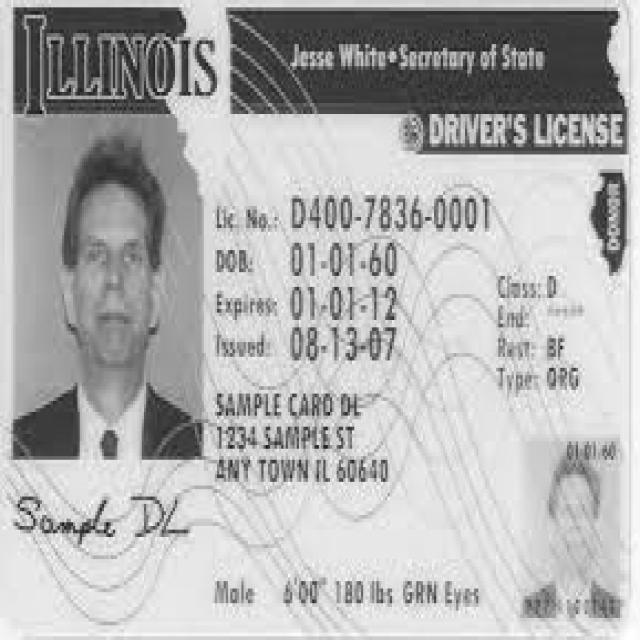 ILLINOIS
Jesse White•Secretary of State
DRIVER'S LICENSE
DONOR
Lic. No.: D400-7836-0001
DOB: 01-01-60
Expires: 01-01-12
Issued: 08-13-07
Class: D
End: *****
Rest: BF
Type: ORG
SAMPLE CARD DL
1234 SAMPLE ST
ANY TOWN IL 60640
01-01-60
Sample DL
Male 6'00" 180 lbs GRN Eyes